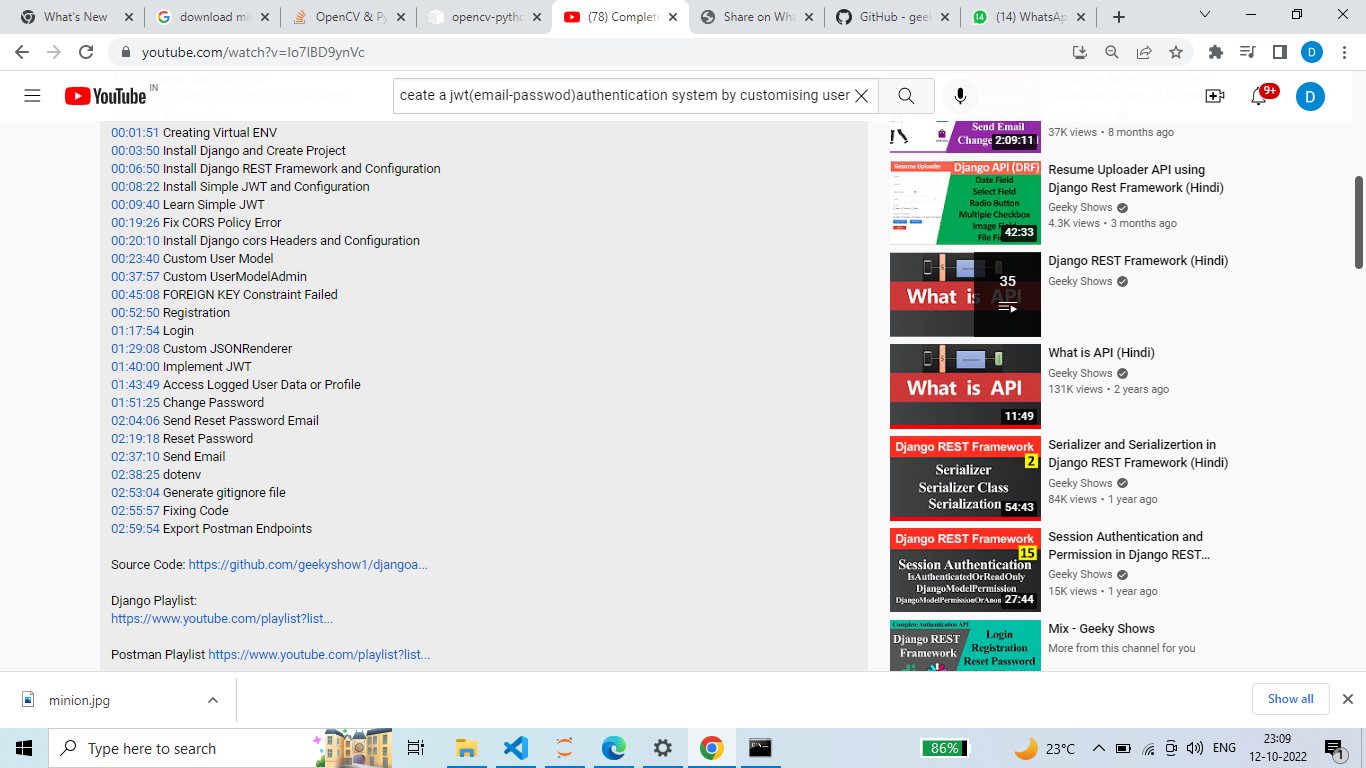 What's New
download mi
OpenCV & Py
opencv-pytho
(78) Complete
Share on Wha
GitHub - geek
(14) WhatsAp
youtube.com/watch?v=Io7lBD9ynVc
D
YouTube IN
ceate a jwt(email-passwod)authentication system by customising user
9+
D
00:01:51 Creating Virtual ENV
00:03:50 Install Django and Create Project
00:06:50 Install Django REST Framework and Configuration
00:08:22 Install Simple JWT and Configuration
00:09:40 Learn Simple JWT
00:19:26 Fix CORS Policy Error
00:20:10 Install Django cors Headers and Configuration
00:23:40 Custom User Model
00:37:57 Custom UserModelAdmin
00:45:08 FOREIGN KEY Constraint Failed
00:52:50 Registration
01:17:54 Login
01:29:08 Custom JSONRenderer
01:40:00 Implement JWT
01:43:49 Access Logged User Data or Profile
01:51:25 Change Password
02:04:06 Send Reset Password Email
02:19:18 Reset Password
02:37:10 Send Email
02:38:25 dotenv
02:53:04 Generate gitignore file
02:55:57 Fixing Code
02:59:54 Export Postman Endpoints
Source Code: https://github.com/geekyshow1/djangoa...
Django Playlist:
https://www.youtube.com/playlist?list...
Postman Playlist https://www.youtube.com/playlist?list...
Send Email
Change
2:09:11
37K views • 8 months ago
Resume Uploader
Django API (DRF)
Date Field
Select Field
Radio Button
Multiple Checkbox
Image Field
File Fie
42:33
Resume Uploader API using
Django Rest Framework (Hindi)
Geeky Shows
4.3K views • 3 months ago
What is API
35
Django REST Framework (Hindi)
Geeky Shows
What is API
11:49
What is API (Hindi)
Geeky Shows
131K views • 2 years ago
Django REST Framework
2
Serializer
Serializer Class
Serialization
54:43
Serializer and Serializertion in
Django REST Framework (Hindi)
Geeky Shows
84K views • 1 year ago
Django REST Framework
15
Session Authentication
IsAuthenticatedOrReadOnly
DjangoModelPermission
DjangoModelPermissionOrAnon
27:44
Session Authentication and
Permission in Django REST...
Geeky Shows
15K views • 1 year ago
Complete Authentication API
Django REST
Framework
Login
Registration
Reset Password
Mix - Geeky Shows
More from this channel for you
minion.jpg
Show all
Type here to search
86%
23°C
ENG
23:09
12-10-2022
1